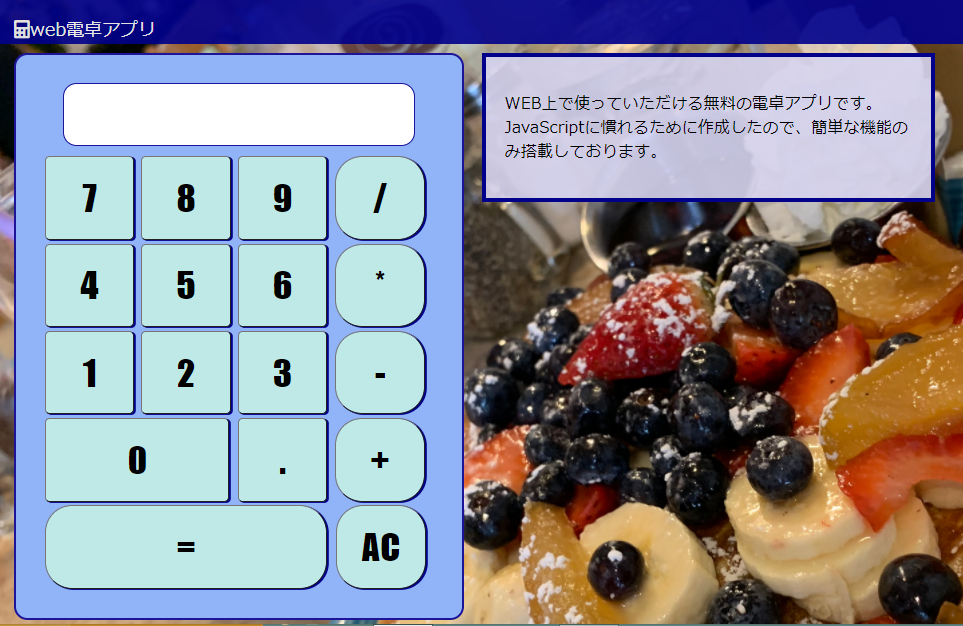 web電卓アプリ
WEB上で使っていただける無料の電卓アプリです。
JavaScriptに慣れるために作成したので、簡単な機能の
み搭載しております。
7 8 9 /
4 5 6 *
1 2 3 -
0 . +
= AC